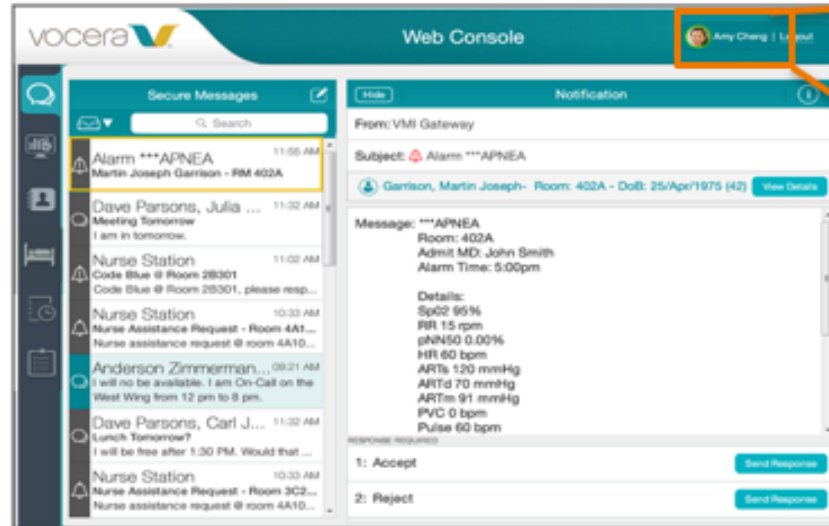 vocera
Web Console
Amy Chang | Logout
Secure Messages
Search
Alarm ***APNEA 11:55 AM
Martin Joseph Garrison - RM 402A
Dave Parsons, Julia ... 11:32 AM
Meeting Tomorrow
I am in tomorrow.
Nurse Station 11:02 AM
Code Blue @ Room 2B301
Code Blue @ Room 2B301, please resp...
Nurse Station 10:33 AM
Nurse Assistance Request - Room 4A1...
Nurse assistance request @ room 4A10...
Anderson Zimmerman... 09:21 AM
I will no be available. I am On-Call on the
West Wing from 12 pm to 8 pm.
Dave Parsons, Carl J... 11:32 AM
Lunch Tomorrow?
I will be free after 1:30 PM. Would that ...
Nurse Station 10:33 AM
Nurse Assistance Request - Room 3C2...
Nurse assistance request @ room 4A10...
Hide
Notification
From: VMI Gateway
Subject: Alarm ***APNEA
Garrison, Martin Joseph- Room: 402A - DoB: 25/Apr/1975 (42) View Details
Message: ***APNEA
Room: 402A
Admit MD: John Smith
Alarm Time: 5:00pm
Details:
Sp02 95%
RR 15 rpm
pNN50 0.00%
HR 60 bpm
ARTs 120 mmHg
ARTd 70 mmHg
ARTm 91 mmHg
PVC 0 bpm
Pulse 60 bpm
RESPONSE REQUIRED
1: Accept Send Response
2: Reject Send Response